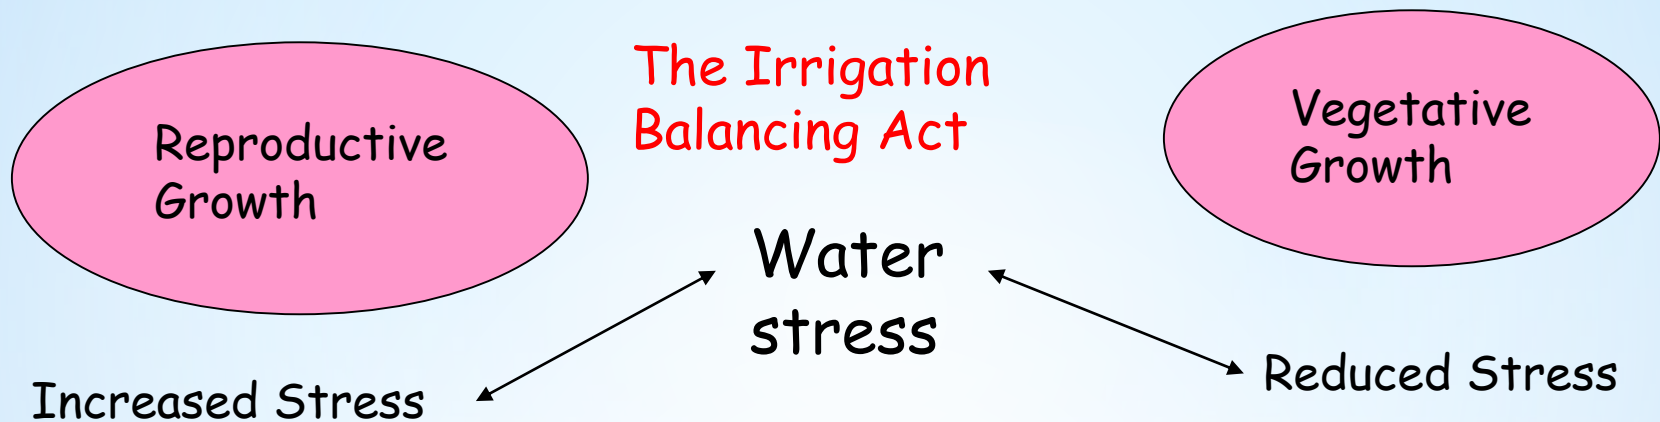 The Irrigation
Balancing Act
Reproductive
Growth
Vegetative
Growth
Water
stress
Increased Stress
Reduced Stress